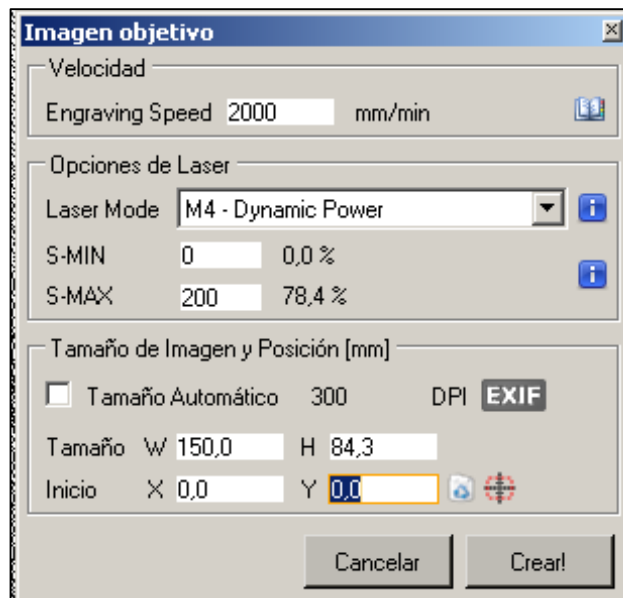 Imagen objetivo
Velocidad
Engraving Speed 2000 mm/min
Opciones de Laser
Laser Mode M4 - Dynamic Power
S-MIN 0 0,0 %
S-MAX 200 78,4 %
Tamaño de Imagen y Posición [mm]
Tamaño Automático 300 DPI EXIF
Tamaño W 150,0 H 84,3
Inicio X 0,0 Y 0,0
Cancelar Crear!